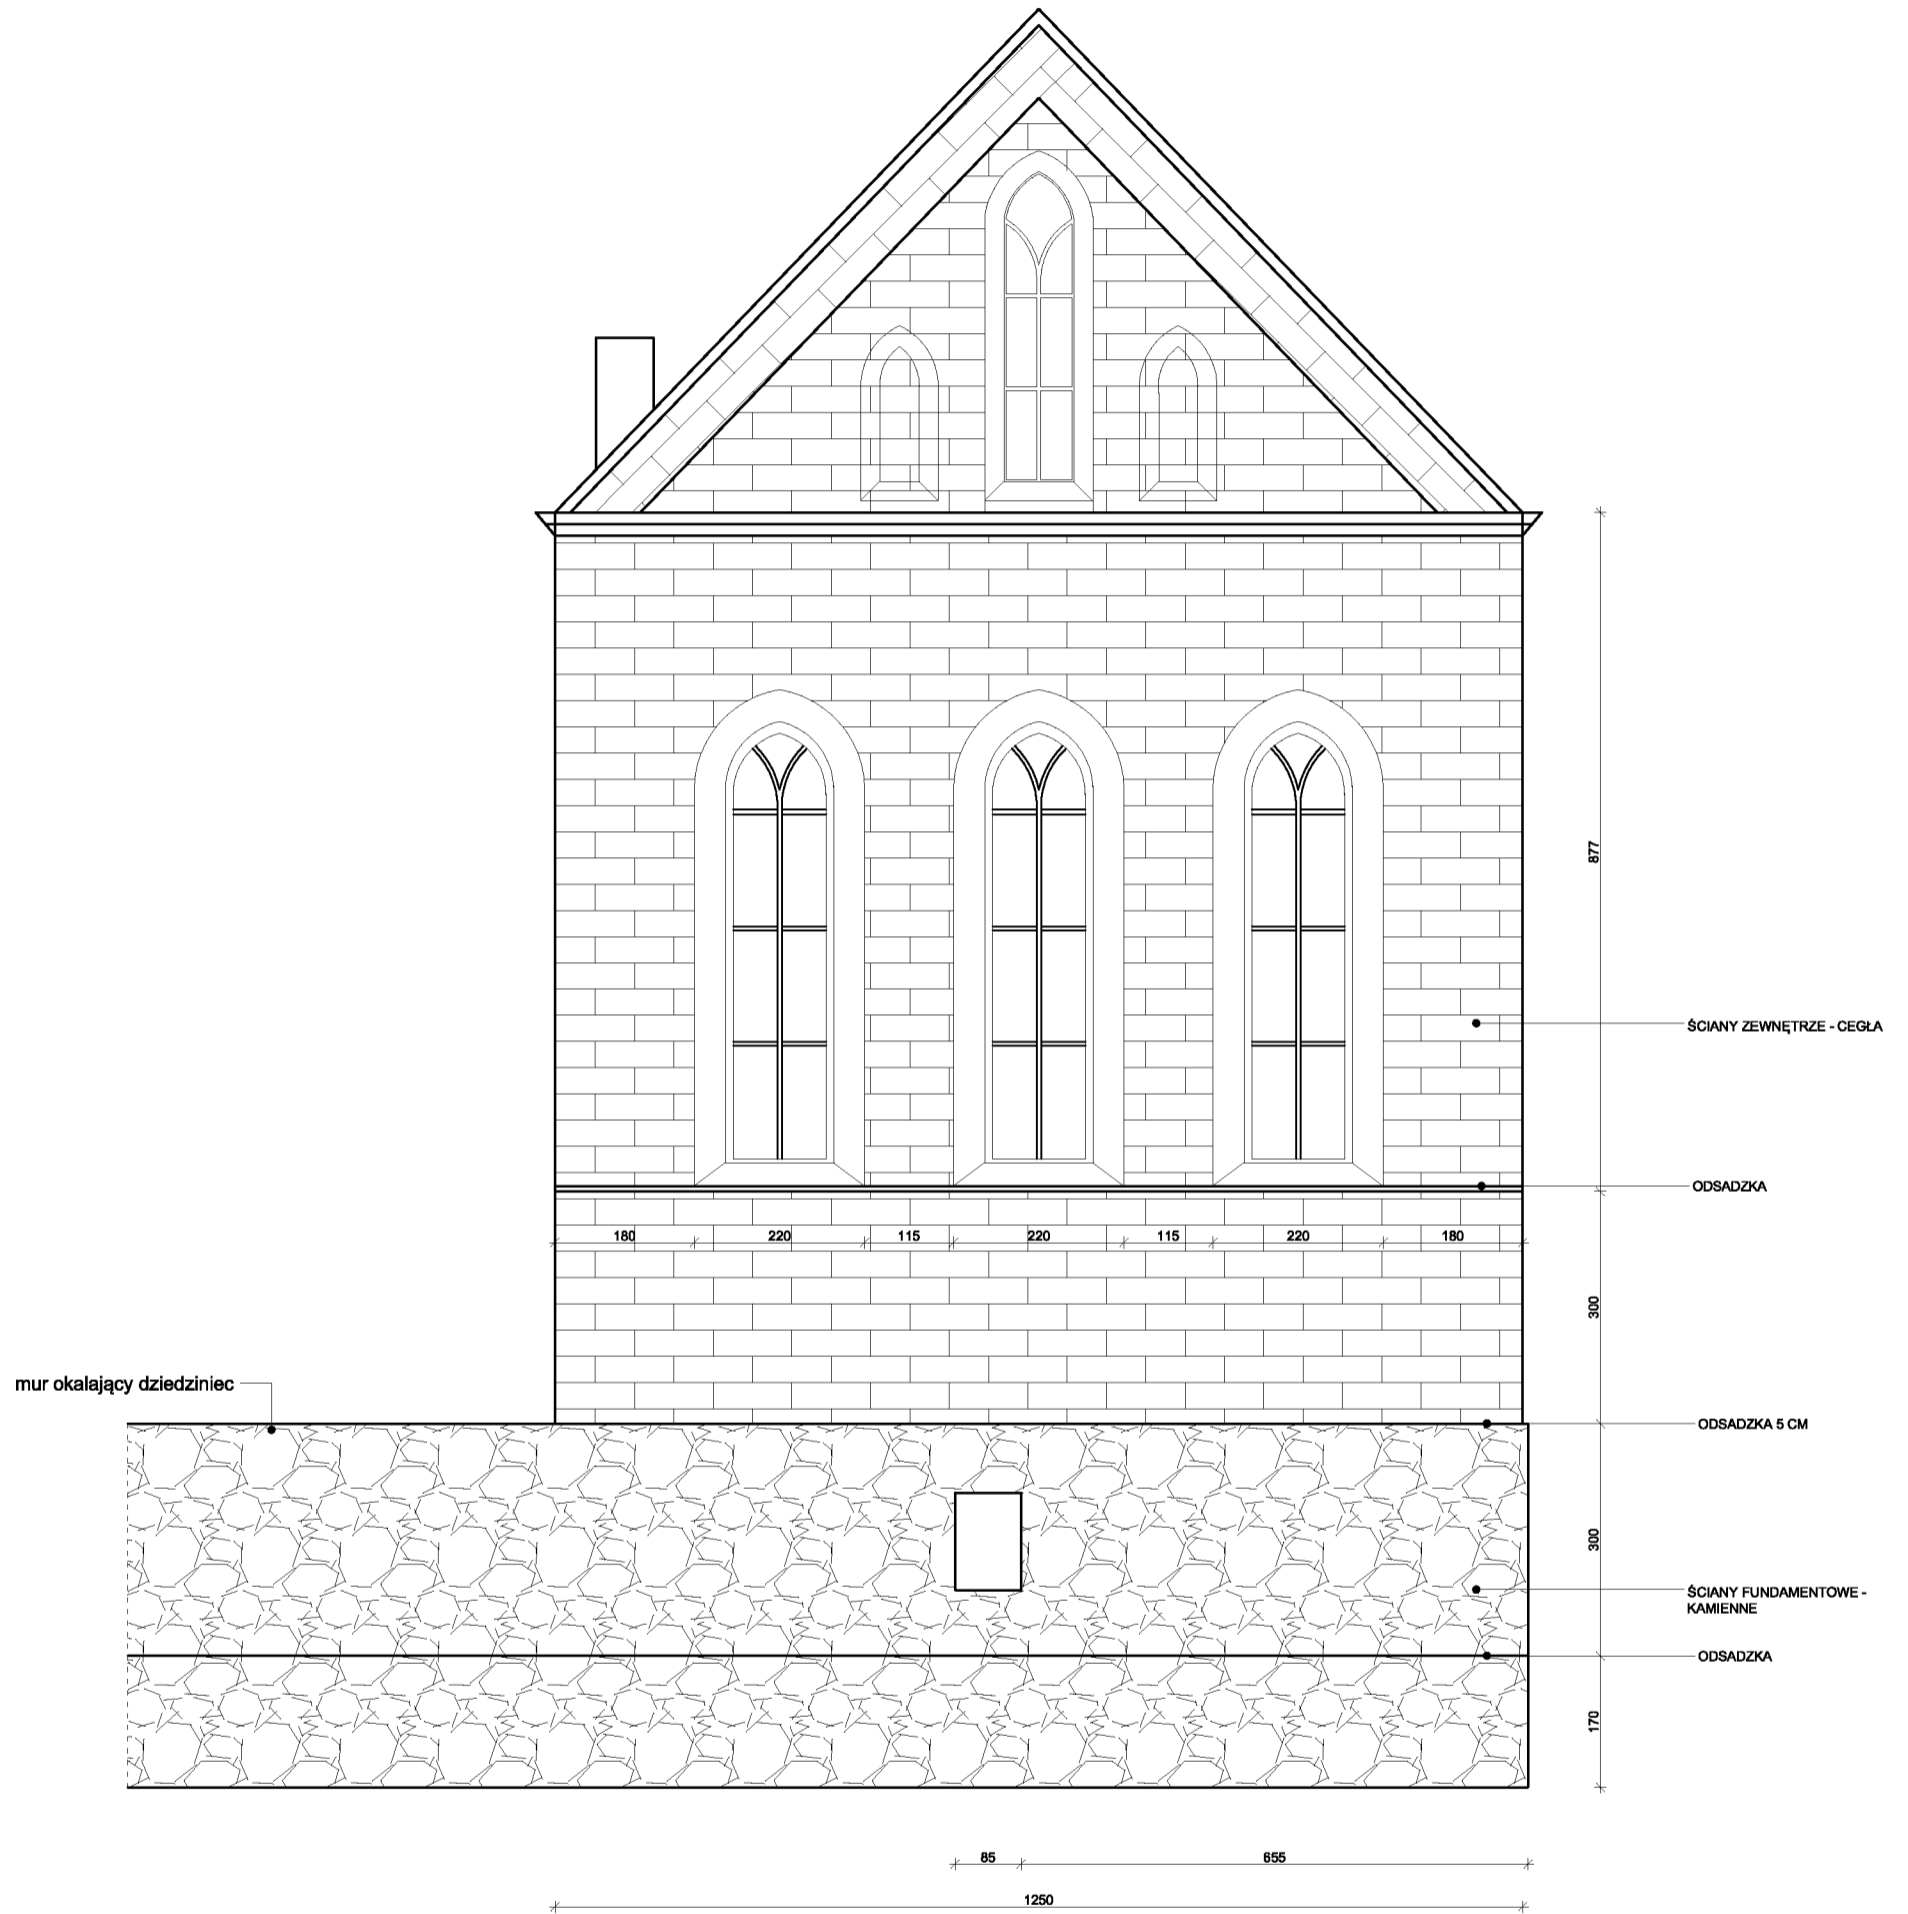 877
ŚCIANY ZEWNĘTRZE - CEGŁA
ODSADZKA
180 220 115 220 115 220 180
300
mur okalający dziedziniec
ODSADZKA 5 CM
300
ŚCIANY FUNDAMENTOWE -
KAMIENNE
ODSADZKA
170
85 655
1250